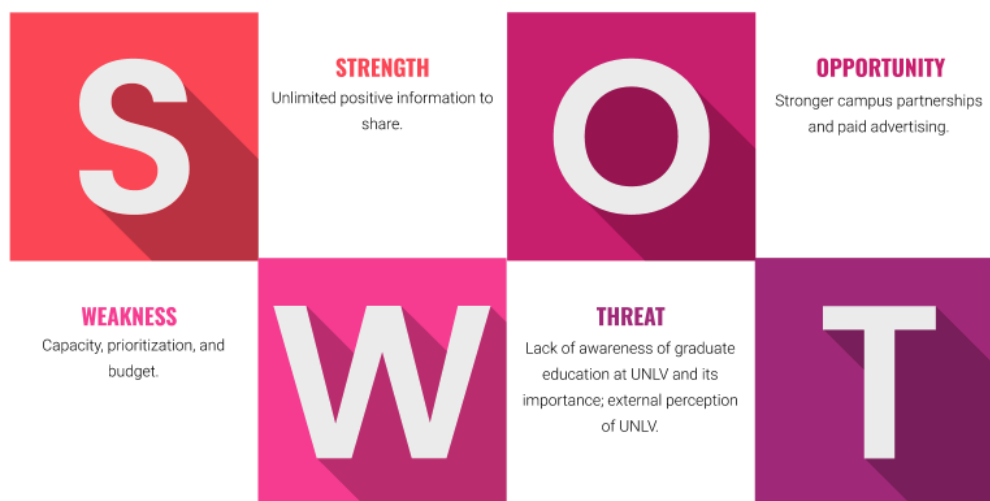 S
STRENGTH
Unlimited positive information to
share.
O
OPPORTUNITY
Stronger campus partnerships
and paid advertising.
WEAKNESS
Capacity, prioritization, and
budget.
W
THREAT
Lack of awareness of graduate
education at UNLV and its
importance; external perception
of UNLV.
T